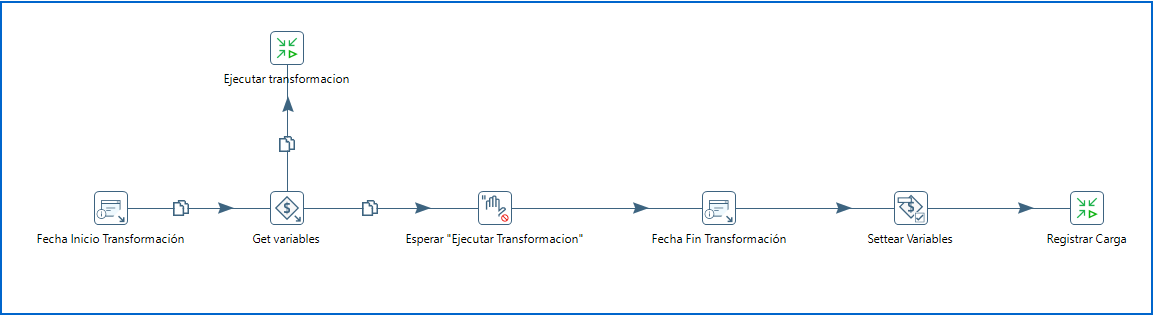 Ejecutar transformacion
Fecha Inicio Transformación
Get variables
Esperar "Ejecutar Transformacion"
Fecha Fin Transformación
Settear Variables
Registrar Carga